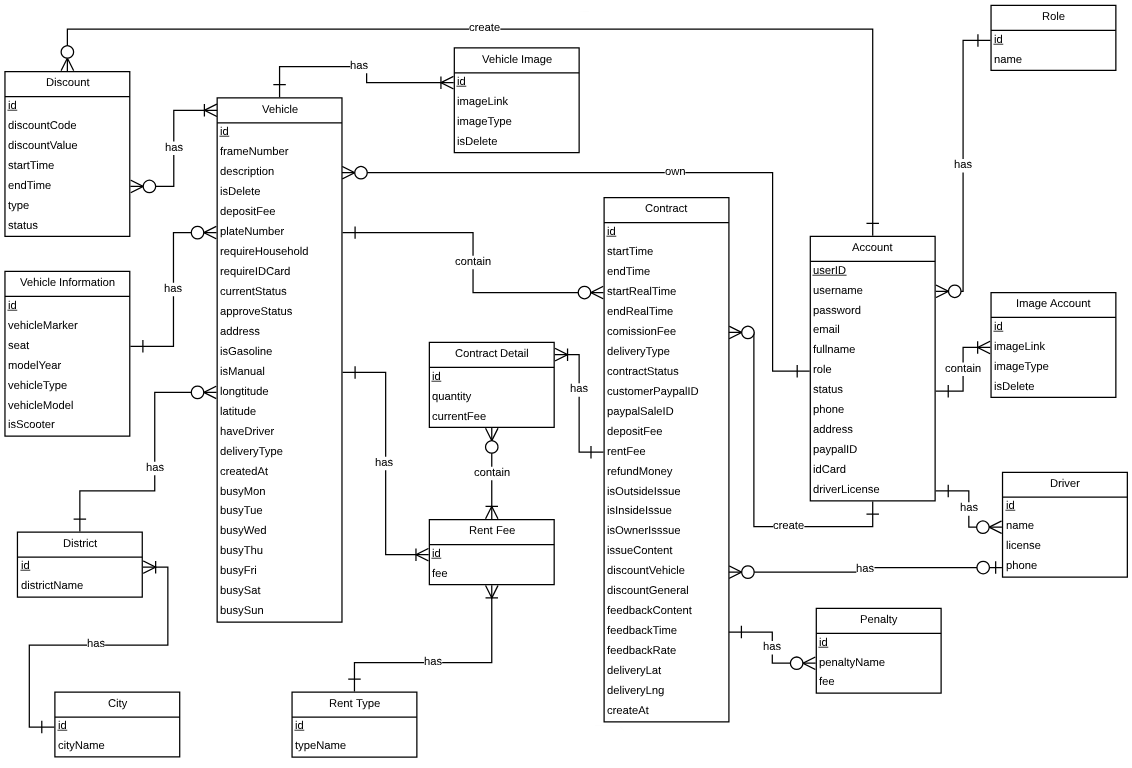 create
Role
id
name
has
Vehicle Image
id
imageLink
imageType
isDelete
has
Discount
id
discountCode
discountValue
startTime
endTime
type
status
has
Vehicle
id
frameNumber
description
isDelete
depositFee
plateNumber
requireHousehold
requireIDCard
currentStatus
approveStatus
address
isGasoline
isManual
longtitude
latitude
haveDriver
deliveryType
createdAt
busyMon
busyTue
busyWed
busyThu
busyFri
busySat
busySun
own
contain
Contract
id
startTime
endTime
startRealTime
endRealTime
comissionFee
deliveryType
contractStatus
customerPaypalID
paypalSaleID
depositFee
rentFee
refundMoney
isOutsideIssue
isInsideIssue
isOwnerIsssue
issueContent
discountVehicle
discountGeneral
feedbackContent
feedbackTime
feedbackRate
deliveryLat
deliveryLng
createAt
Account
userID
username
password
email
fullname
role
status
phone
address
paypalID
idCard
driverLicense
Image Account
id
imageLink
imageType
isDelete
contain
has
Vehicle Information
id
vehicleMarker
seat
modelYear
vehicleType
vehicleModel
isScooter
Contract Detail
id
quantity
currentFee
has
has
contain
has
Driver
id
name
license
phone
has
create
has
Rent Fee
id
fee
District
id
districtName
has
has
Penalty
id
penaltyName
fee
has
City
id
cityName
Rent Type
id
typeName